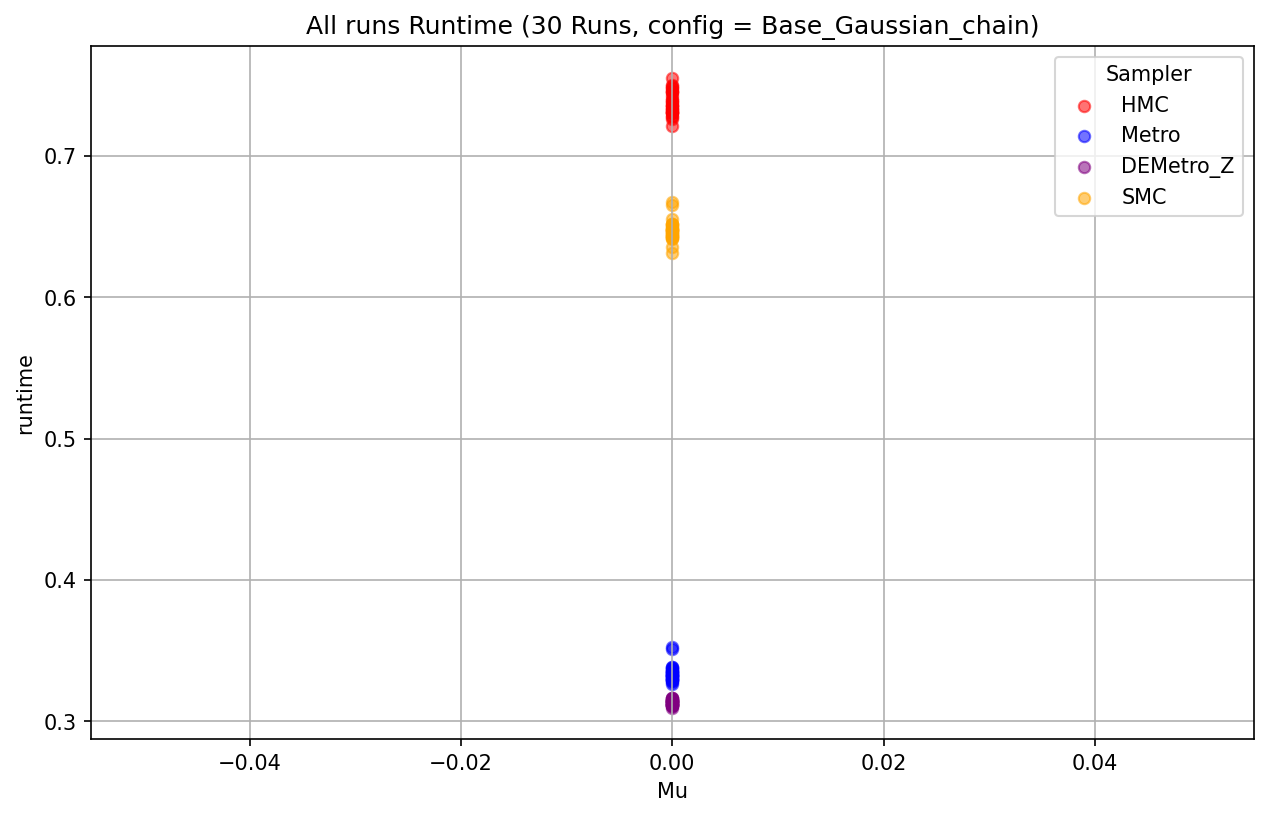 All runs Runtime (30 Runs, config = Base_Gaussian_chain)
Sampler
HMC
Metro
DEMetro_Z
SMC
runtime
0.7
0.6
0.5
0.4
0.3
−0.04
−0.02
0.00
0.02
0.04
Mu